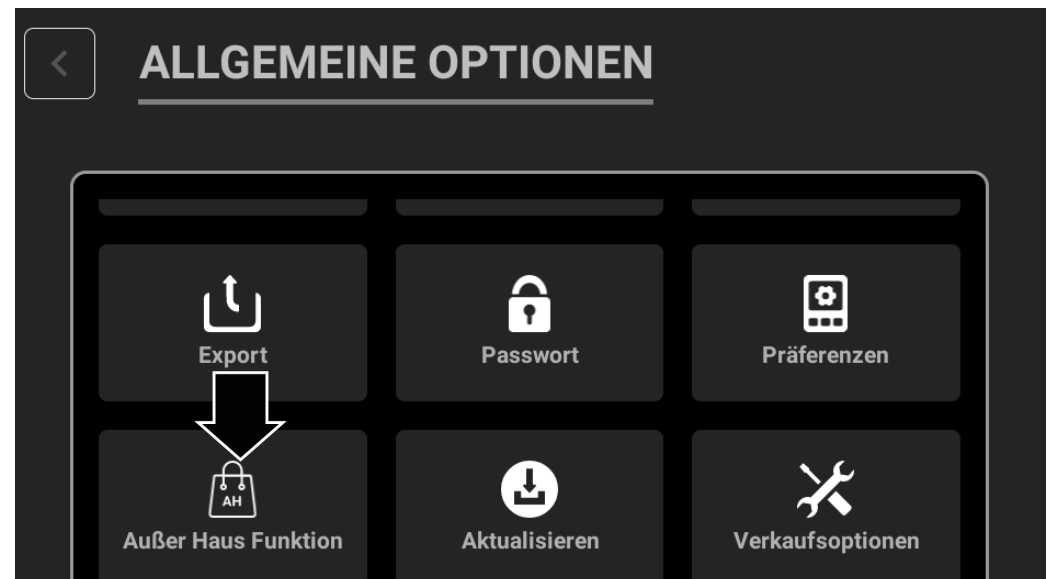 ALLGEMEINE OPTIONEN
Export
Passwort
Präferenzen
AH
Außer Haus Funktion
Aktualisieren
Verkaufsoptionen